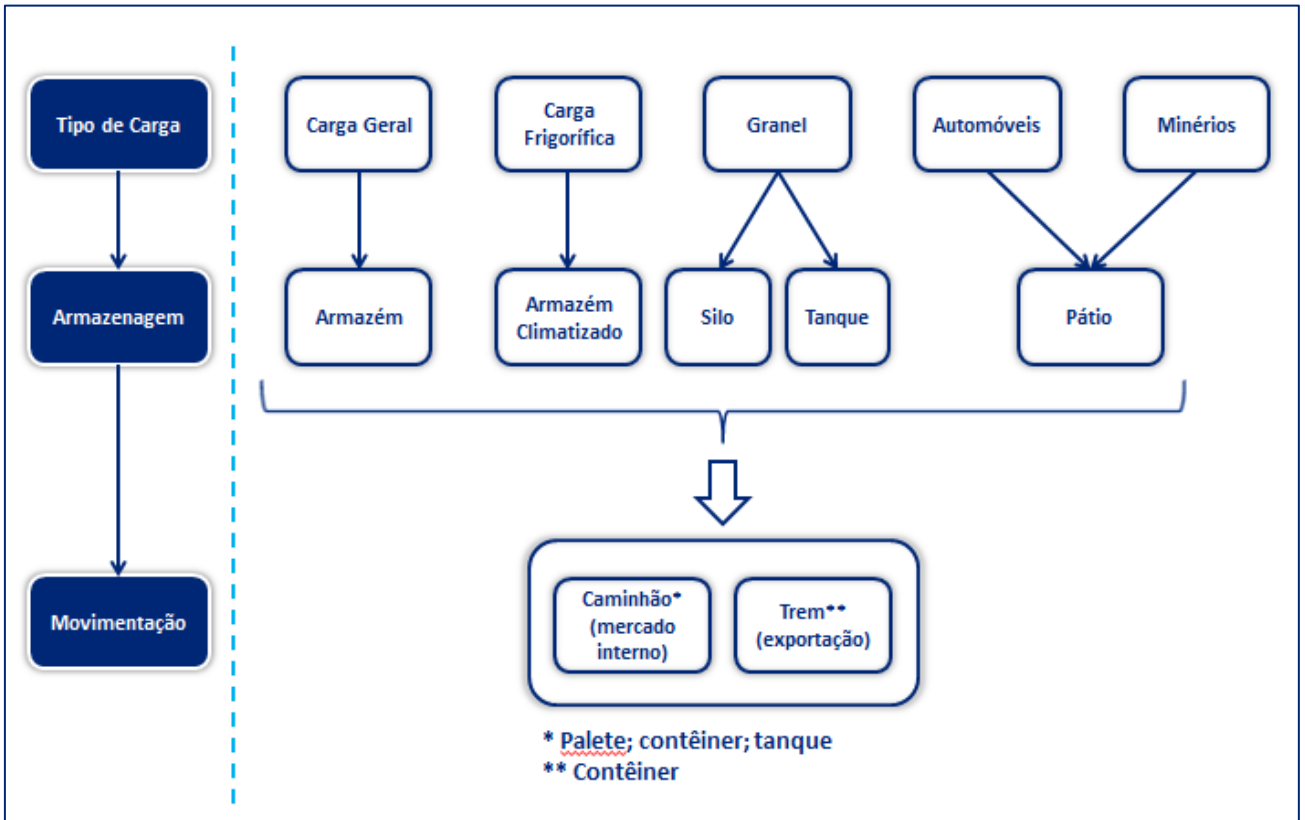 Tipo de Carga
Carga Geral
Carga
Frigorífica
Granel
Automóveis
Minérios
Armazenagem
Armazém
Armazém
Climatizado
Silo
Tanque
Pátio
Movimentação
Caminhão*
(mercado
interno)
Trem**
(exportação)
* Palete; contêiner; tanque
** Contêiner